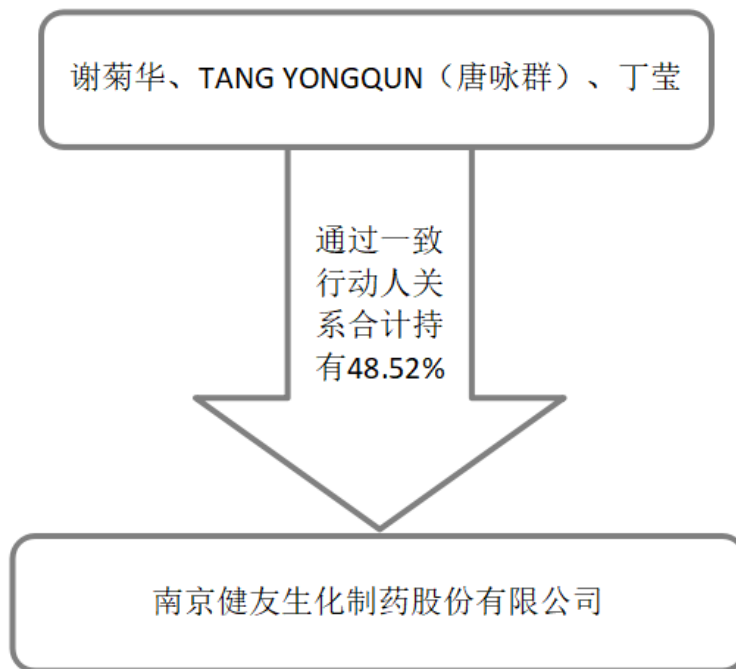 谢菊华、TANG YONGQUN（唐咏群）、丁莹
通过一致
行动人关
系合计持
有48.52%
南京健友生化制药股份有限公司